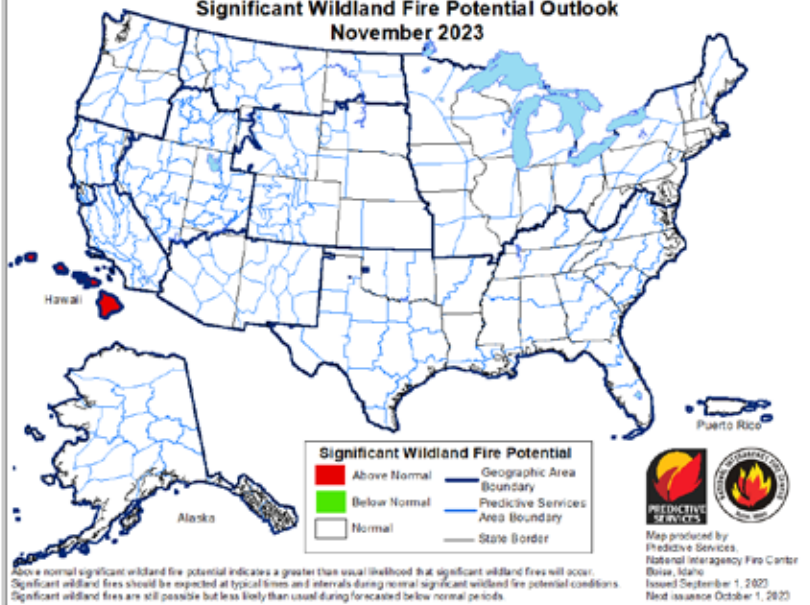 Significant Wildland Fire Potential Outlook
November 2023
Hawaii
Alaska
Puerto Rico
Significant Wildland Fire Potential
Above Normal
Below Normal
Normal
Geographic Area
Boundary
Predictive Services
Area Boundary
State Border
PREDICTIVE
SERVICES
NATIONAL INTERAGENCY FIRE CENTER
Map produced by
Predictive Services,
National Interagency Fire Center
Boise, Idaho
Issued September 1, 2023
Next issuance October 1, 2023
Above normal significant wildland fire potential indicates a greater than usual likelihood that significant wildland fires will occur.
Significant wildland fires should be expected at typical times and intervals during normal significant wildland fire potential conditions.
Significant wildland fires are still possible but less likely than usual during forecasted below normal periods.